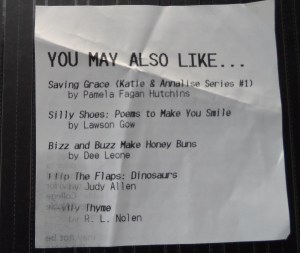 YOU MAY ALSO LIKE...
Saving Grace (Katie & Annalise Series #1)
by Pamela Fagan Hutchins
Silly Shoes: Poems to Make You Smile
by Lawson Gow
Bizz and Buzz Make Honey Buns
by Dee Leone
Flip The Flaps: Dinosaurs
Judy Allen
Thyme
R. L. Nolen